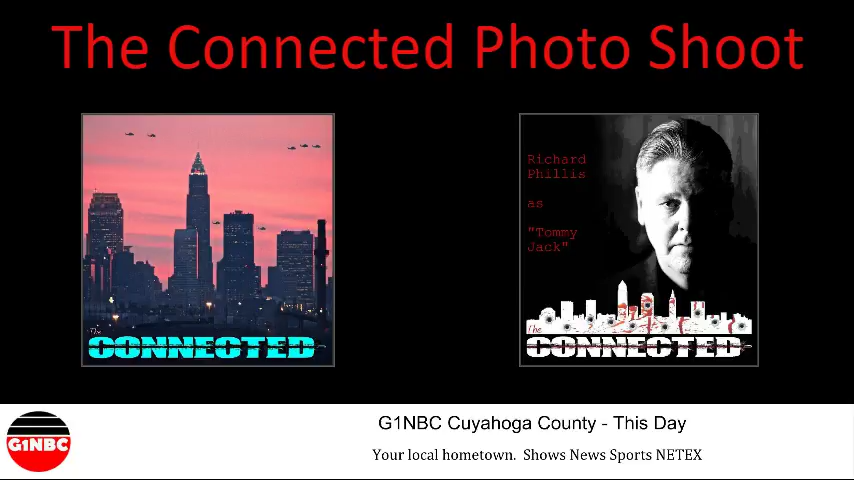 The Connected Photo Shoot
The
CONNECTED
Richard
Phillis
as
"Tommy
Jack"
The
CONNECTED
G1NBC
G1NBC Cuyahoga County - This Day
Your local hometown. Shows News Sports NETEX